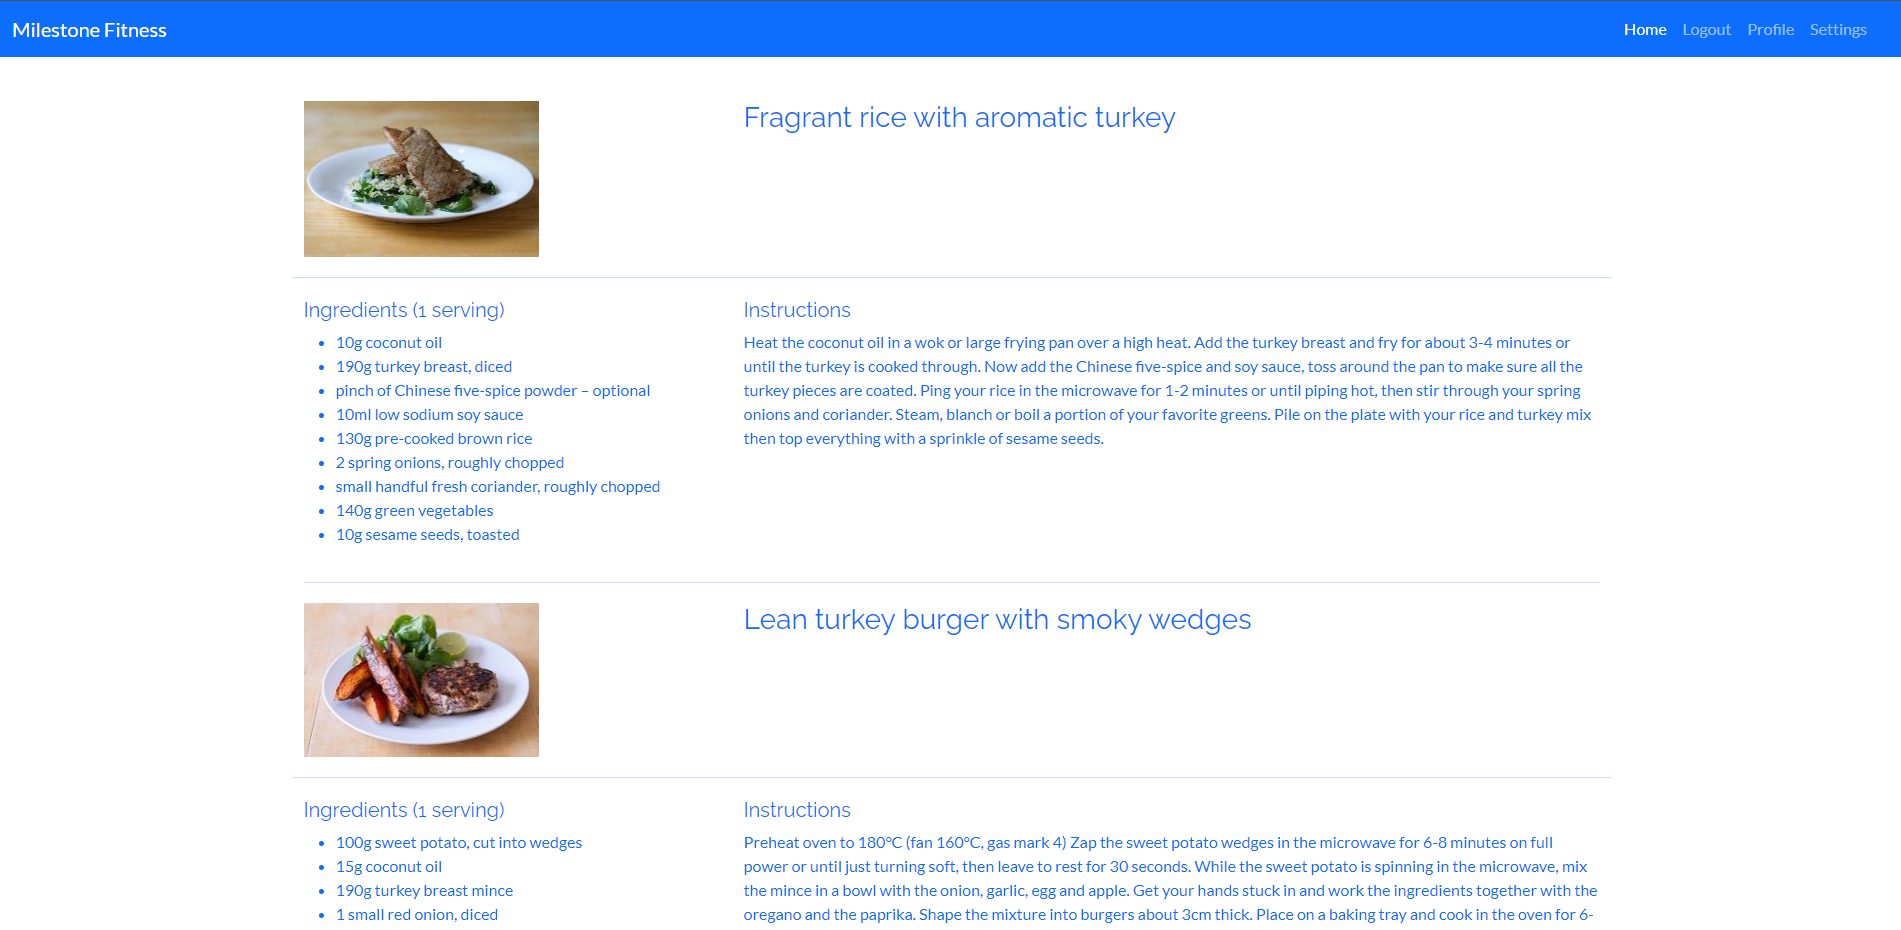 Milestone Fitness
Home Logout Profile Settings
Fragrant rice with aromatic turkey
Ingredients (1 serving)
10g coconut oil
190g turkey breast, diced
pinch of Chinese five-spice powder – optional
10ml low sodium soy sauce
130g pre-cooked brown rice
2 spring onions, roughly chopped
small handful fresh coriander, roughly chopped
140g green vegetables
10g sesame seeds, toasted
Instructions
Heat the coconut oil in a wok or large frying pan over a high heat. Add the turkey breast and fry for about 3-4 minutes or
until the turkey is cooked through. Now add the Chinese five-spice and soy sauce, toss around the pan to make sure all the
turkey pieces are coated. Ping your rice in the microwave for 1-2 minutes or until piping hot, then stir through your spring
onions and coriander. Steam, blanch or boil a portion of your favorite greens. Pile on the plate with your rice and turkey mix
then top everything with a sprinkle of sesame seeds.
Lean turkey burger with smoky wedges
Ingredients (1 serving)
100g sweet potato, cut into wedges
15g coconut oil
190g turkey breast mince
1 small red onion, diced
Instructions
Preheat oven to 180°C (fan 160°C, gas mark 4) Zap the sweet potato wedges in the microwave for 6-8 minutes on full
power or until just turning soft, then leave to rest for 30 seconds. While the sweet potato is spinning in the microwave, mix
the mince in a bowl with the onion, garlic, egg and apple. Get your hands stuck in and work the ingredients together with the
oregano and the paprika. Shape the mixture into burgers about 3cm thick. Place on a baking tray and cook in the oven for 6-